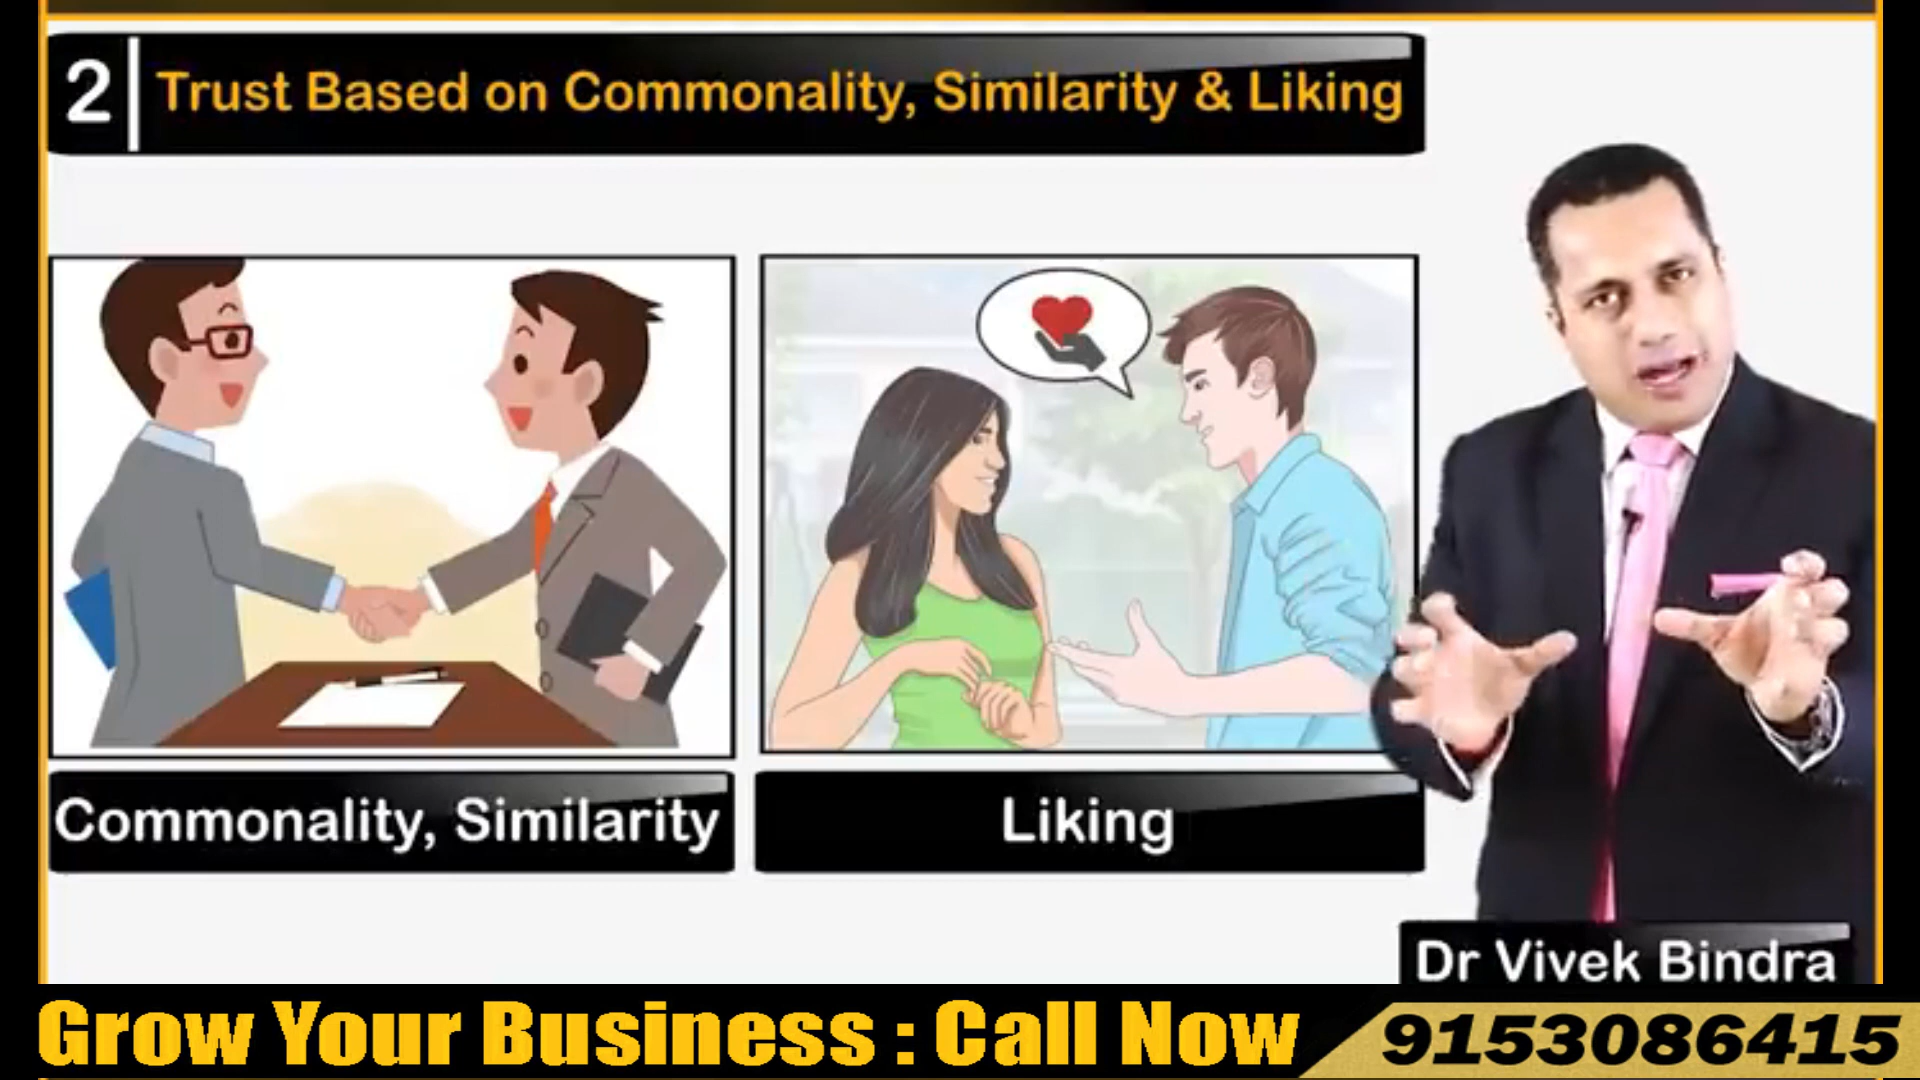 2
Trust Based on Commonality, Similarity & Liking
Commonality, Similarity
Liking
Dr Vivek Bindra
Grow Your Business : Call Now
9153086415